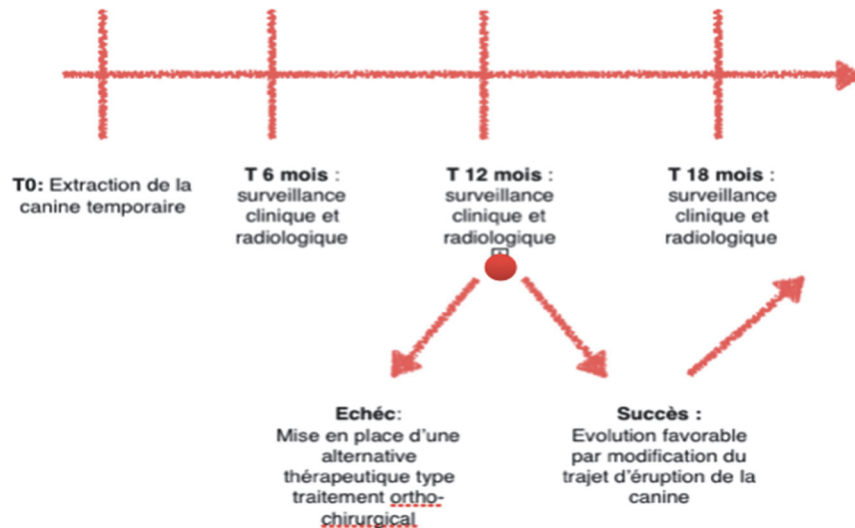 T0: Extraction de la
canine temporaire
T 6 mois :
surveillance
clinique et
radiologique
T 12 mois :
surveillance
clinique et
radiologique
T 18 mois :
surveillance
clinique et
radiologique
Echéc:
Mise en place d'une
alternative
thérapeutique type
traitement ortho-
chirurgical
Succès :
Evolution favorable
par modification du
trajet d'éruption de la
canine